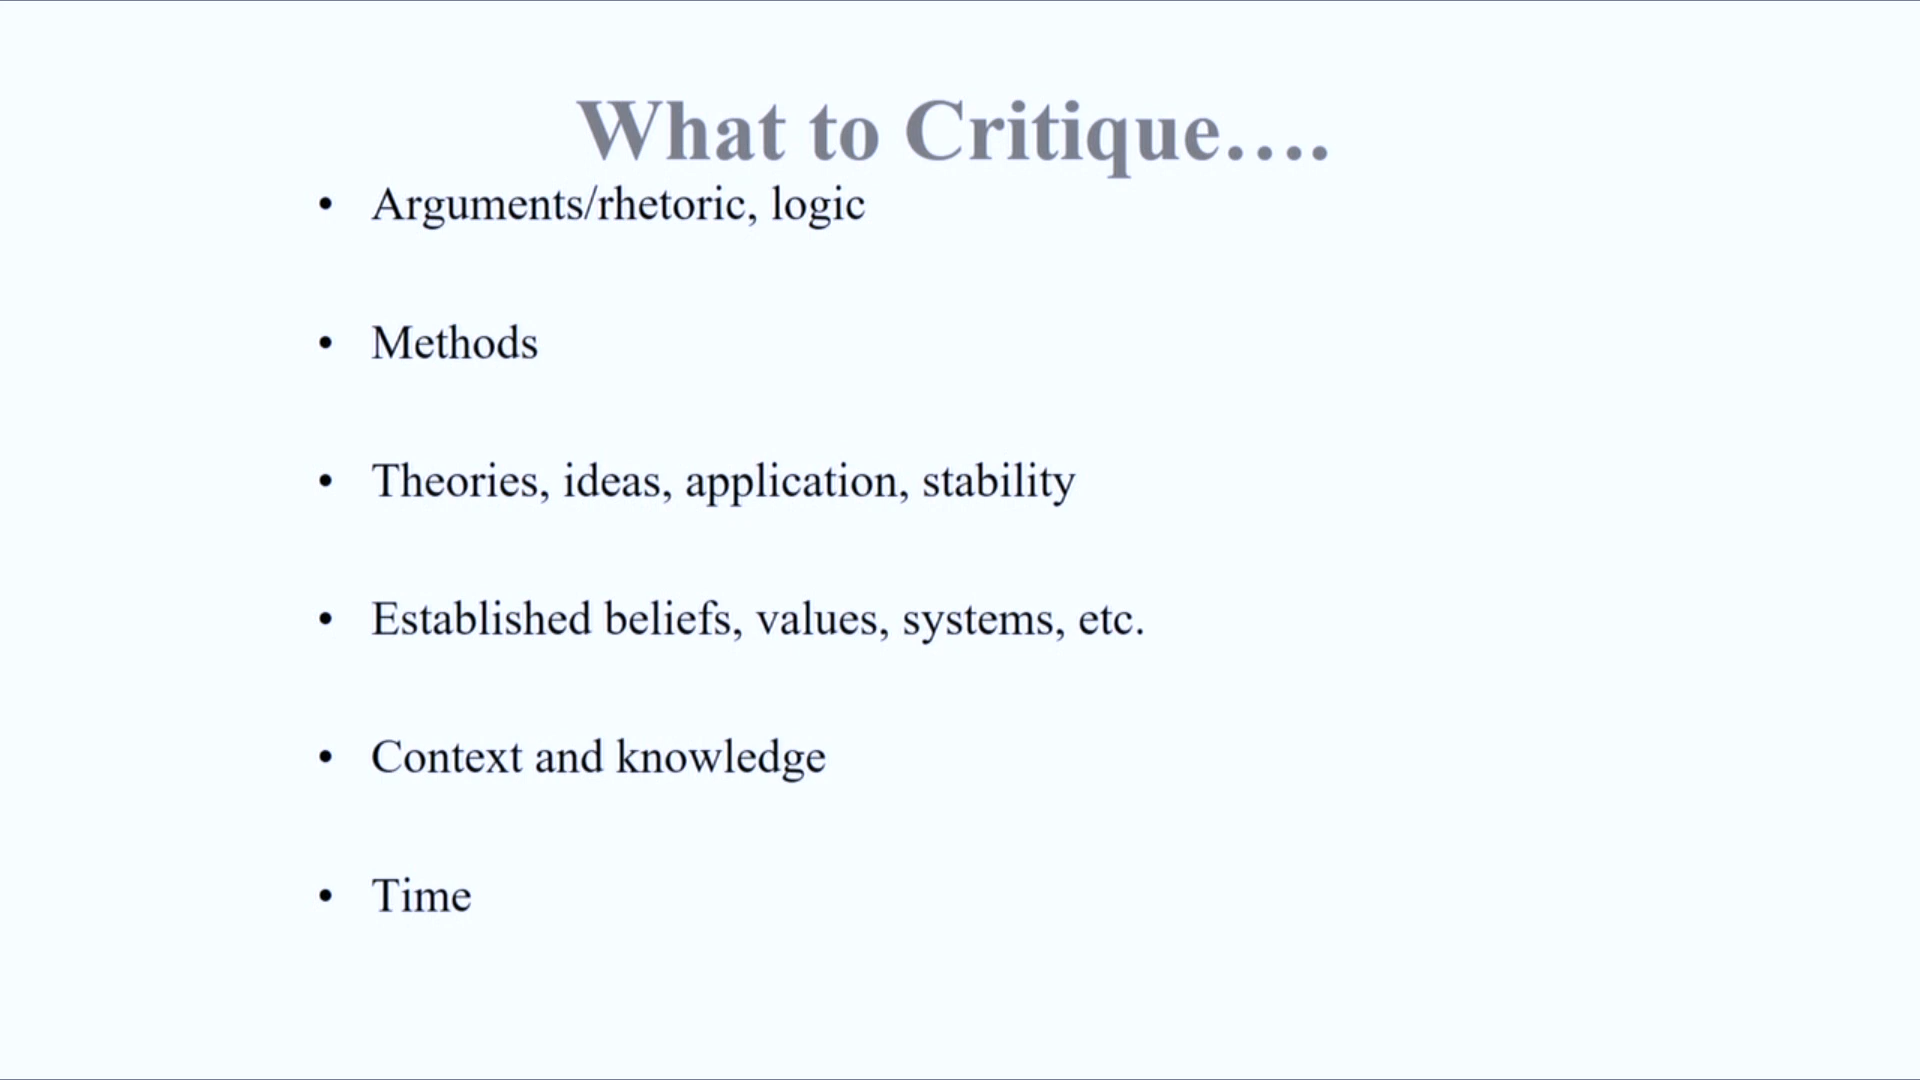 What to Critique....
• Arguments/rhetoric, logic
• Methods
• Theories, ideas, application, stability
• Established beliefs, values, systems, etc.
• Context and knowledge
• Time